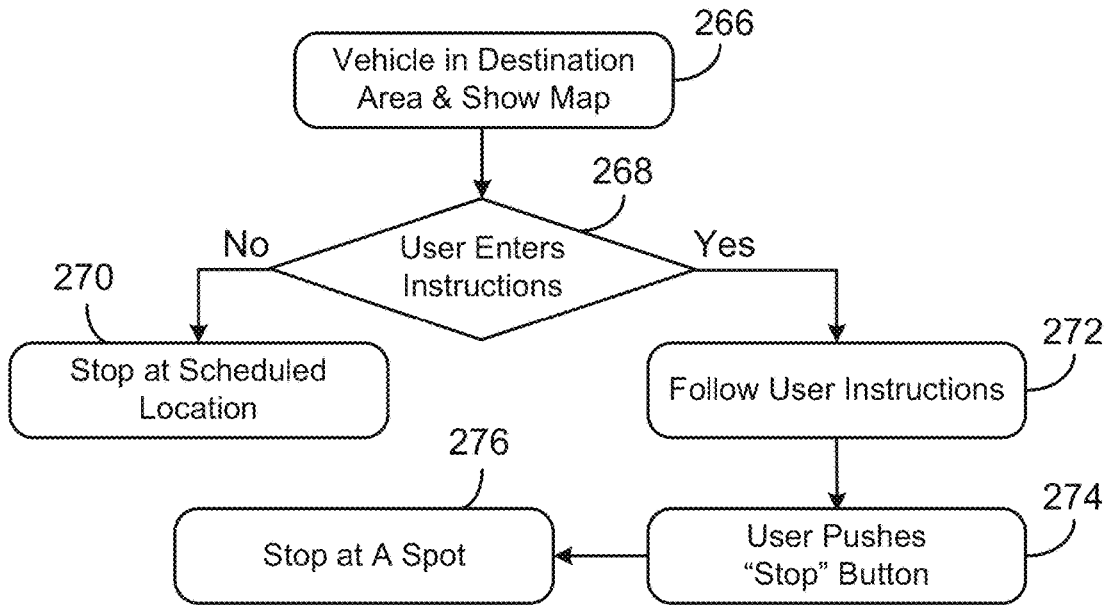 266
Vehicle in Destination
Area & Show Map
268
No
User Enters
Instructions
Yes
270
272
Stop at Scheduled
Location
Follow User Instructions
276
274
Stop at A Spot
User Pushes
“Stop” Button